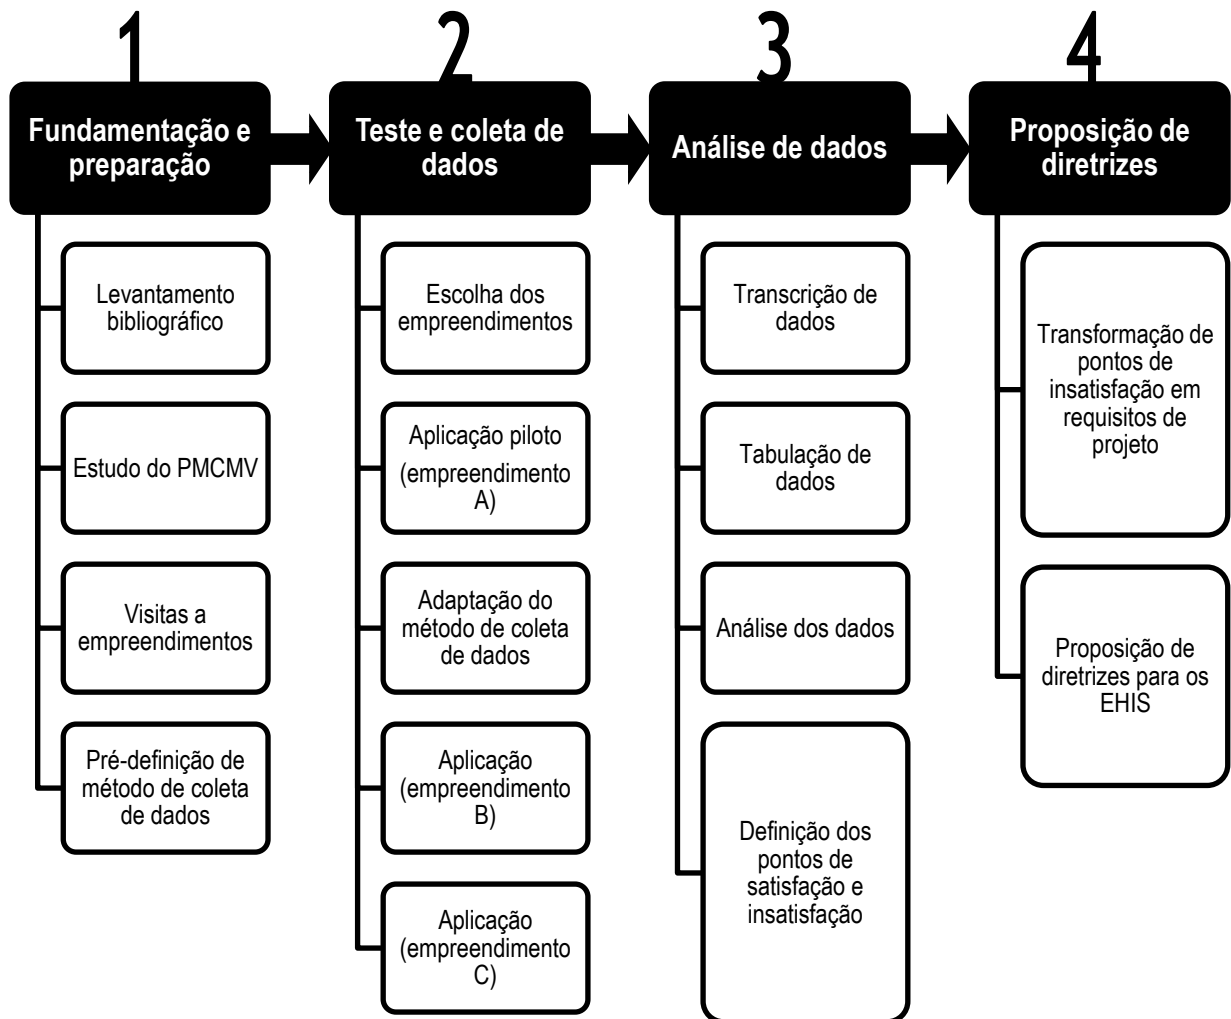 1
Fundamentação e
preparação
Levantamento
bibliográfico
Estudo do PMCMV
Visitas a
empreendimentos
Pré-definição de
método de coleta
de dados
2
Teste e coleta de
dados
Escolha dos
empreendimentos
Aplicação piloto
(empreendimento
A)
Adaptação do
método de coleta
de dados
Aplicação
(empreendimento
B)
Aplicação
(empreendimento
C)
3
Análise de dados
Transcrição de
dados
Tabulação de
dados
Análise dos dados
Definição dos
pontos de
satisfação e
insatisfação
4
Proposição de
diretrizes
Transformação de
pontos de
insatisfação em
requisitos de
projeto
Proposição de
diretrizes para os
EHIS